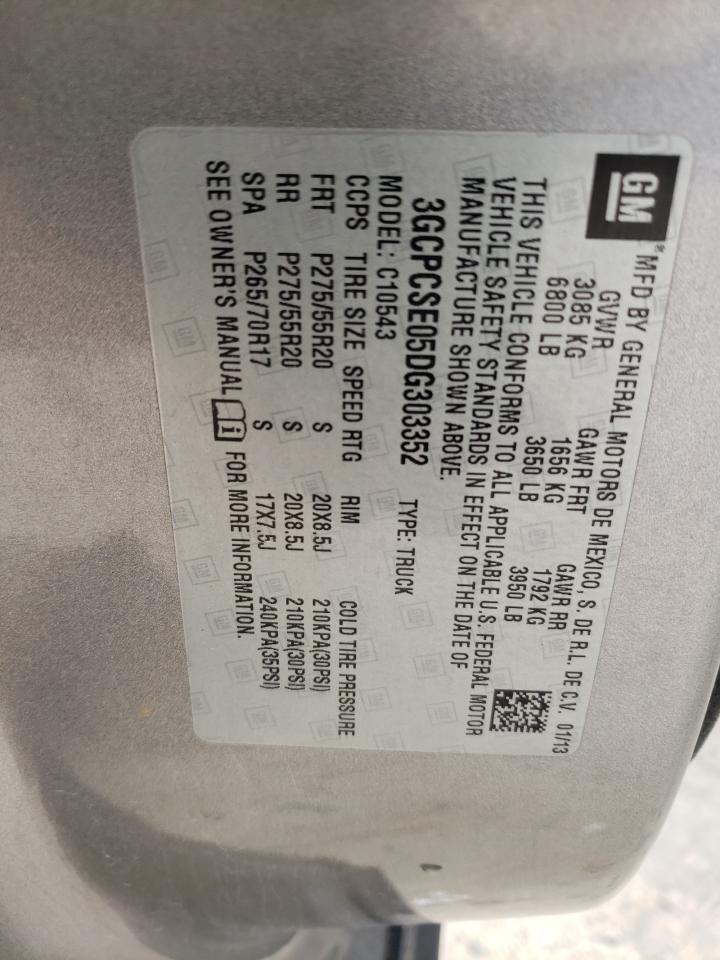 GM
®MFD BY GENERAL MOTORS DE MEXICO, S. DE R.L. DE C.V. 01/13
GVWR GAWR FRT GAWR RR
3085 KG 1656 KG 1792 KG
6800 LB 3650 LB 3950 LB
THIS VEHICLE CONFORMS TO ALL APPLICABLE U.S. FEDERAL MOTOR
VEHICLE SAFETY STANDARDS IN EFFECT ON THE DATE OF
MANUFACTURE SHOWN ABOVE.
3GCPCSE05DG303352
MODEL: C10543 TYPE: TRUCK
CCPS TIRE SIZE SPEED RTG RIM COLD TIRE PRESSURE
FRT P275/55R20 S 20X8.5J 210KPA(30PSI)
RR P275/55R20 S 20X8.5J 210KPA(30PSI)
SPA P265/70R17 S 17X7.5J 240KPA(35PSI)
SEE OWNER'S MANUAL i FOR MORE INFORMATION.